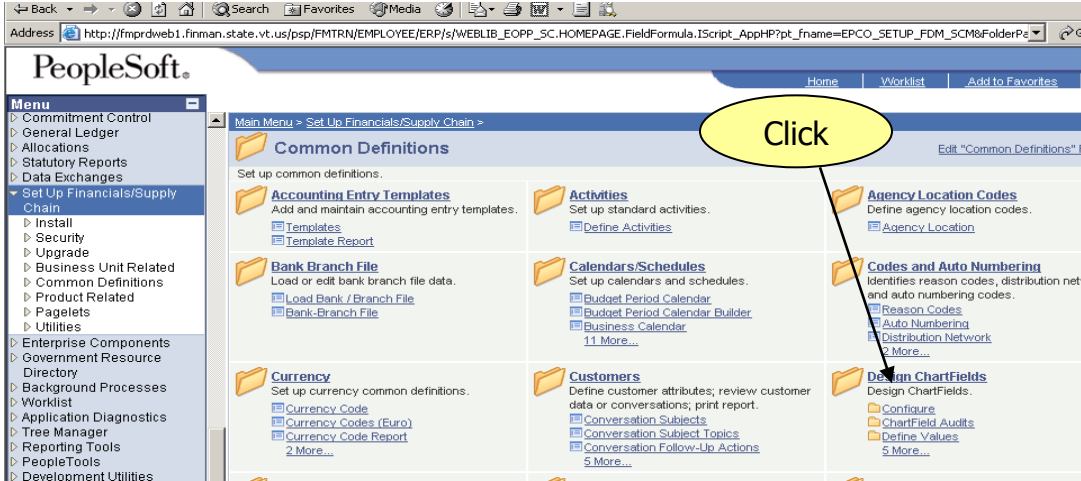 Back Search Favorites Media
Address http://fmprdweb1.finman.state.vt.us/psp/FMTRN/EMPLOYEE/ERP/s/WEBLIB_EOPP_SC.HOMEPAGE.FieldFormula.IScript_AppHP?pt_fname=EPCO_SETUP_FDM_SCM&FolderPa
PeopleSoft.
Home Worklist Add to Favorites
Menu
Commitment Control
General Ledger
Allocations
Statutory Reports
Data Exchanges
Set Up Financials/Supply
Chain
Install
Security
Upgrade
Business Unit Related
Common Definitions
Product Related
Pagelets
Utilities
Enterprise Components
Government Resource
Directory
Background Processes
Worklist
Application Diagnostics
Tree Manager
Reporting Tools
PeopleTools
Development Utilities
Main Menu > Set Up Financials/Supply Chain >
Click
Common Definitions
Edit "Common Definitions"
Set up common definitions.
Accounting Entry Templates
Add and maintain accounting entry templates.
Templates
Template Report
Activities
Set up standard activities.
Define Activities
Agency Location Codes
Define agency location codes.
Agency Location
Bank Branch File
Load or edit bank branch file data.
Load Bank / Branch File
Bank-Branch File
Calendars/Schedules
Set up calendars and schedules.
Budget Period Calendar
Budget Period Calendar Builder
Business Calendar
11 More...
Codes and Auto Numbering
Identifies reason codes, distribution net
and auto numbering codes.
Reason Codes
Auto Numbering
Distribution Network
2 More...
Currency
Set up currency common definitions.
Currency Code
Currency Codes (Euro)
Currency Code Report
2 More...
Customers
Define customer attributes; review customer
data or conversations; print report.
Conversation Subjects
Conversation Subject Topics
Conversation Follow-Up Actions
5 More...
Design ChartFields
Design ChartFields.
Configure
ChartField Audits
Define Values
5 More...